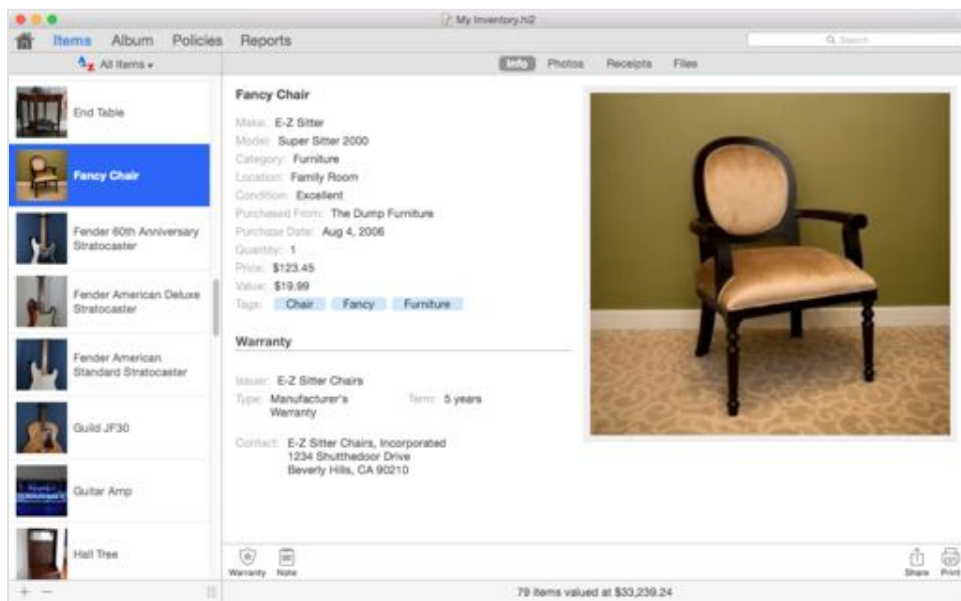 My Inventory.hi2
Items Album Policies Reports
Search
All Items
Info Photos Receipts Files
End Table
Fancy Chair
Fender 60th Anniversary
Stratocaster
Fender American Deluxe
Stratocaster
Fender American
Standard Stratocaster
Guild JF30
Guitar Amp
Hall Tree
Fancy Chair
Make: E-Z Sitter
Model: Super Sitter 2000
Category: Furniture
Location: Family Room
Condition: Excellent
Purchased From: The Dump Furniture
Purchase Date: Aug 4, 2006
Quantity: 1
Price: $123.45
Value: $19.99
Tags: Chair Fancy Furniture
Warranty
Issuer: E-Z Sitter Chairs
Type: Manufacturer's Term: 5 years
Warranty
Contact: E-Z Sitter Chairs, Incorporated
1234 Shutthedoor Drive
Beverly Hills, CA 90210
Warranty Note
Share Print
79 items valued at $33,239.24